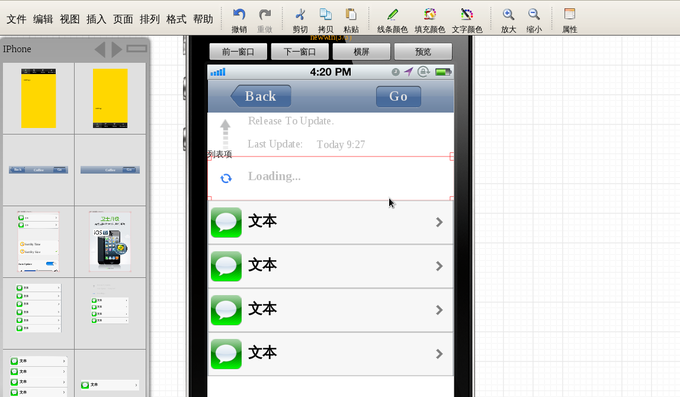 文件 编辑 视图 插入 页面 排列 格式 帮助
撤销 重做 剪切 拷贝 粘贴 线条颜色 填充颜色 文字颜色 放大 缩小 属性
IPhone
前一窗口 下一窗口 横屏 预览
4:20 PM
Back Go
Release To Update.
Last Update: Today 9:27
列表项
Loading...
文本
文本
文本
文本